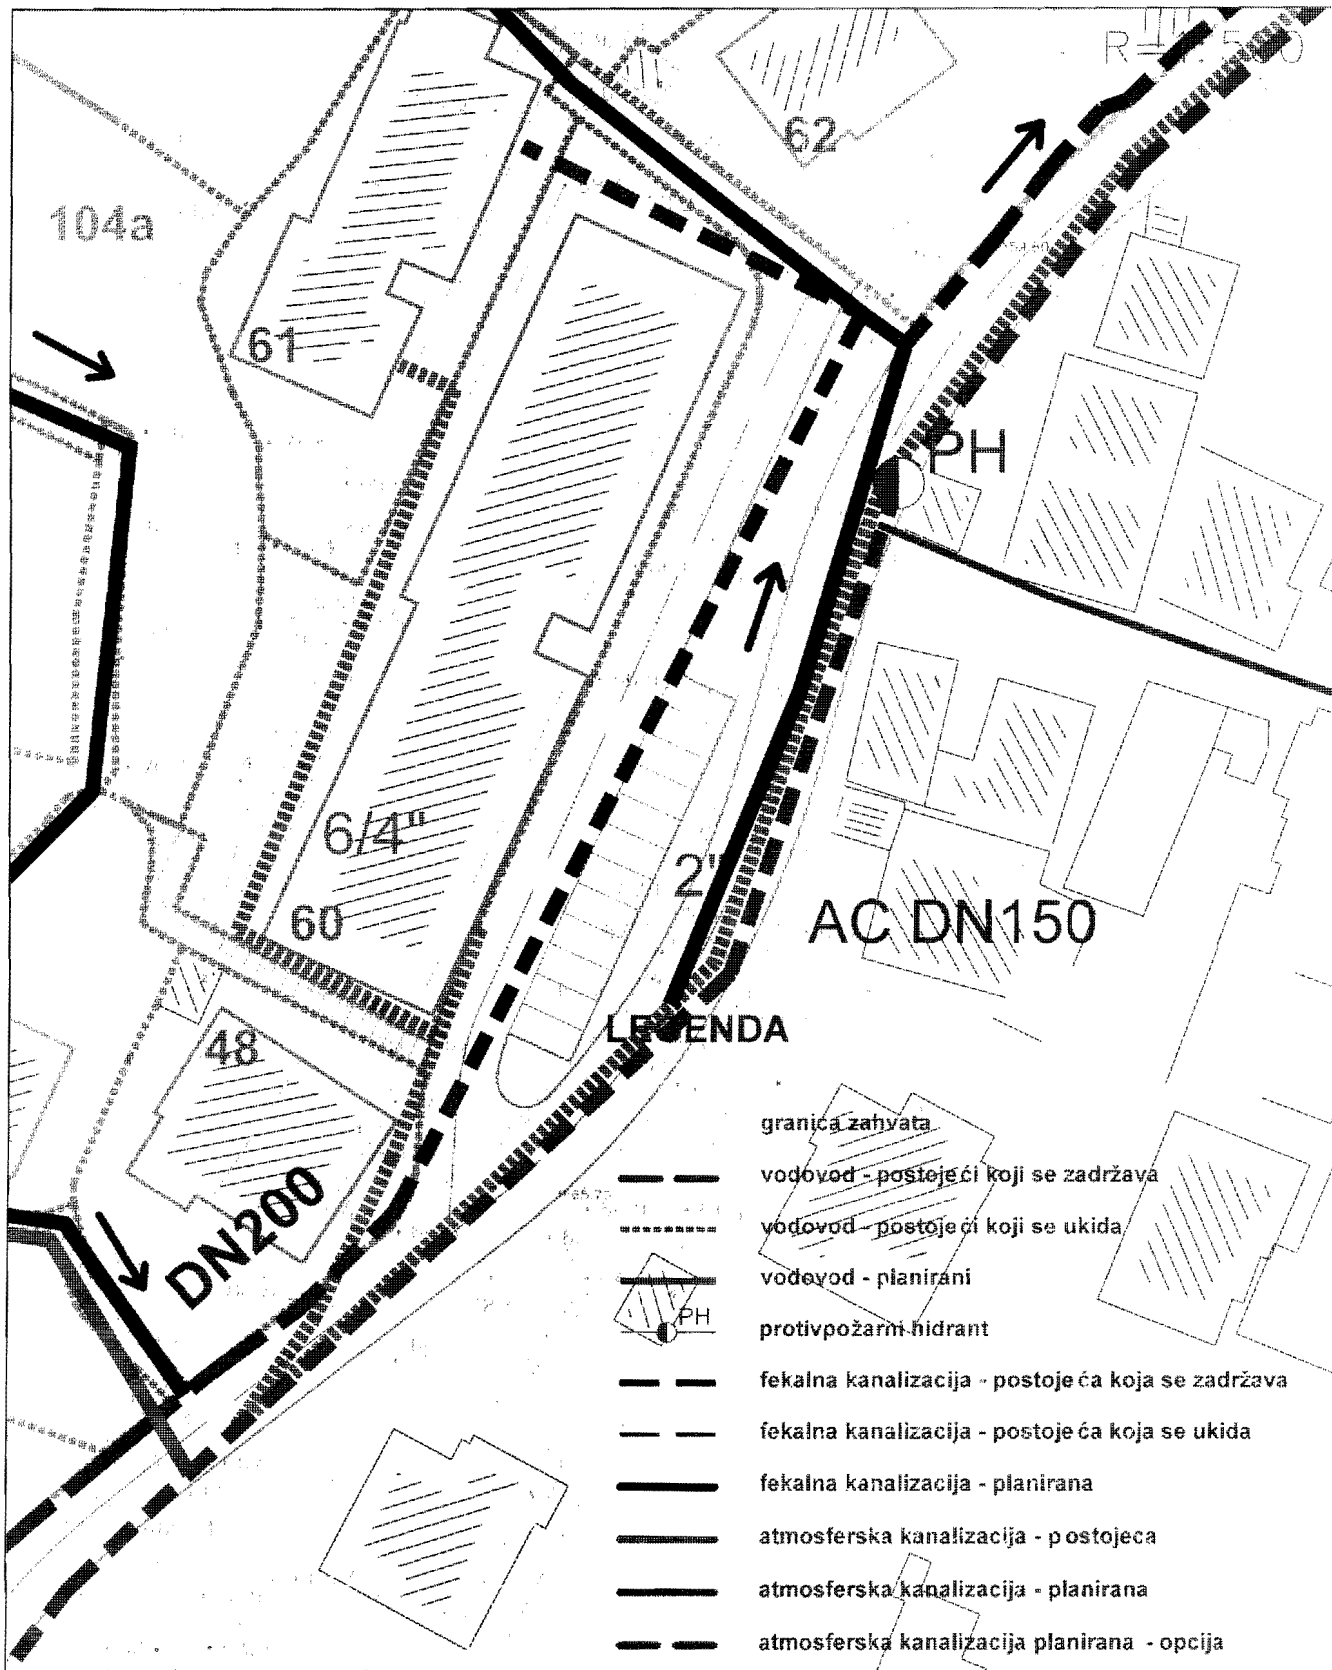 62
104a
61
PH
6/4"
2"
60
AC DN150
LEGENDA
48
DN200
granica zahvata
vodovod - postojeći koji se zadržava
vodovod - postojeći koji se ukida
vodovod - planirani
PH
protivpožarni hidrant
fekalna kanalizacija - postojeća koja se zadržava
fekalna kanalizacija - postojeća koja se ukida
fekalna kanalizacija - planirana
atmosferska kanalizacija - postojeca
atmosferska kanalizacija - planirana
atmosferska kanalizacija planirana - opcija